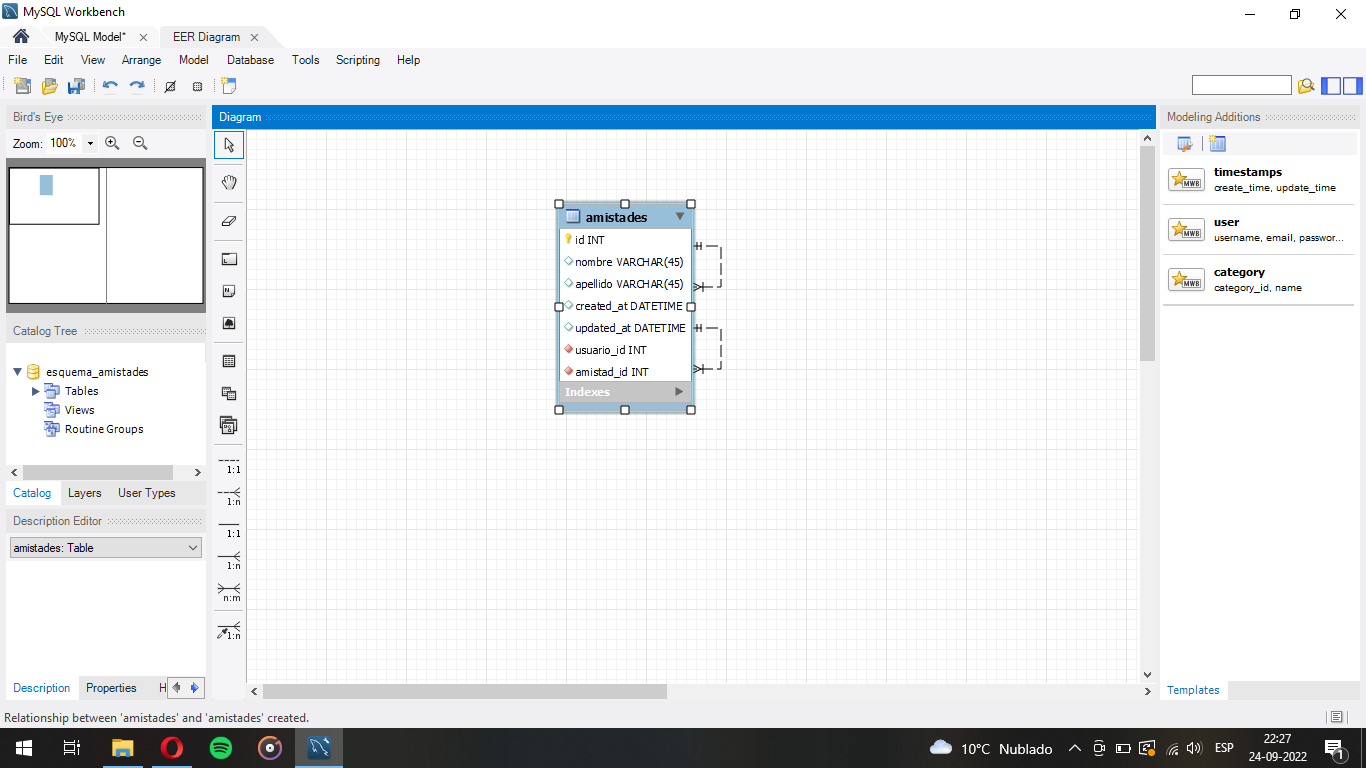 MySQL Workbench
MySQL Model*
EER Diagram
File Edit View Arrange Model Database Tools Scripting Help
Bird's Eye
Zoom: 100%
Catalog Tree
esquema_amistades
Tables
Views
Routine Groups
Catalog Layers User Types
Description Editor
amistades: Table
Description Properties H
Diagram
1:1
1:n
1:1
1:n
n:m
1:n
amistades
id INT
nombre VARCHAR(45)
apellido VARCHAR(45)
created_at DATETIME
updated_at DATETIME
usuario_id INT
amistad_id INT
Indexes
Modeling Additions
MWB
timestamps
create_time, update_time
MWB
user
username, email, passwor...
MWB
category
category_id, name
Templates
Relationship between 'amistades' and 'amistades' created.
10°C Nublado
ESP
22:27
24-09-2022
1